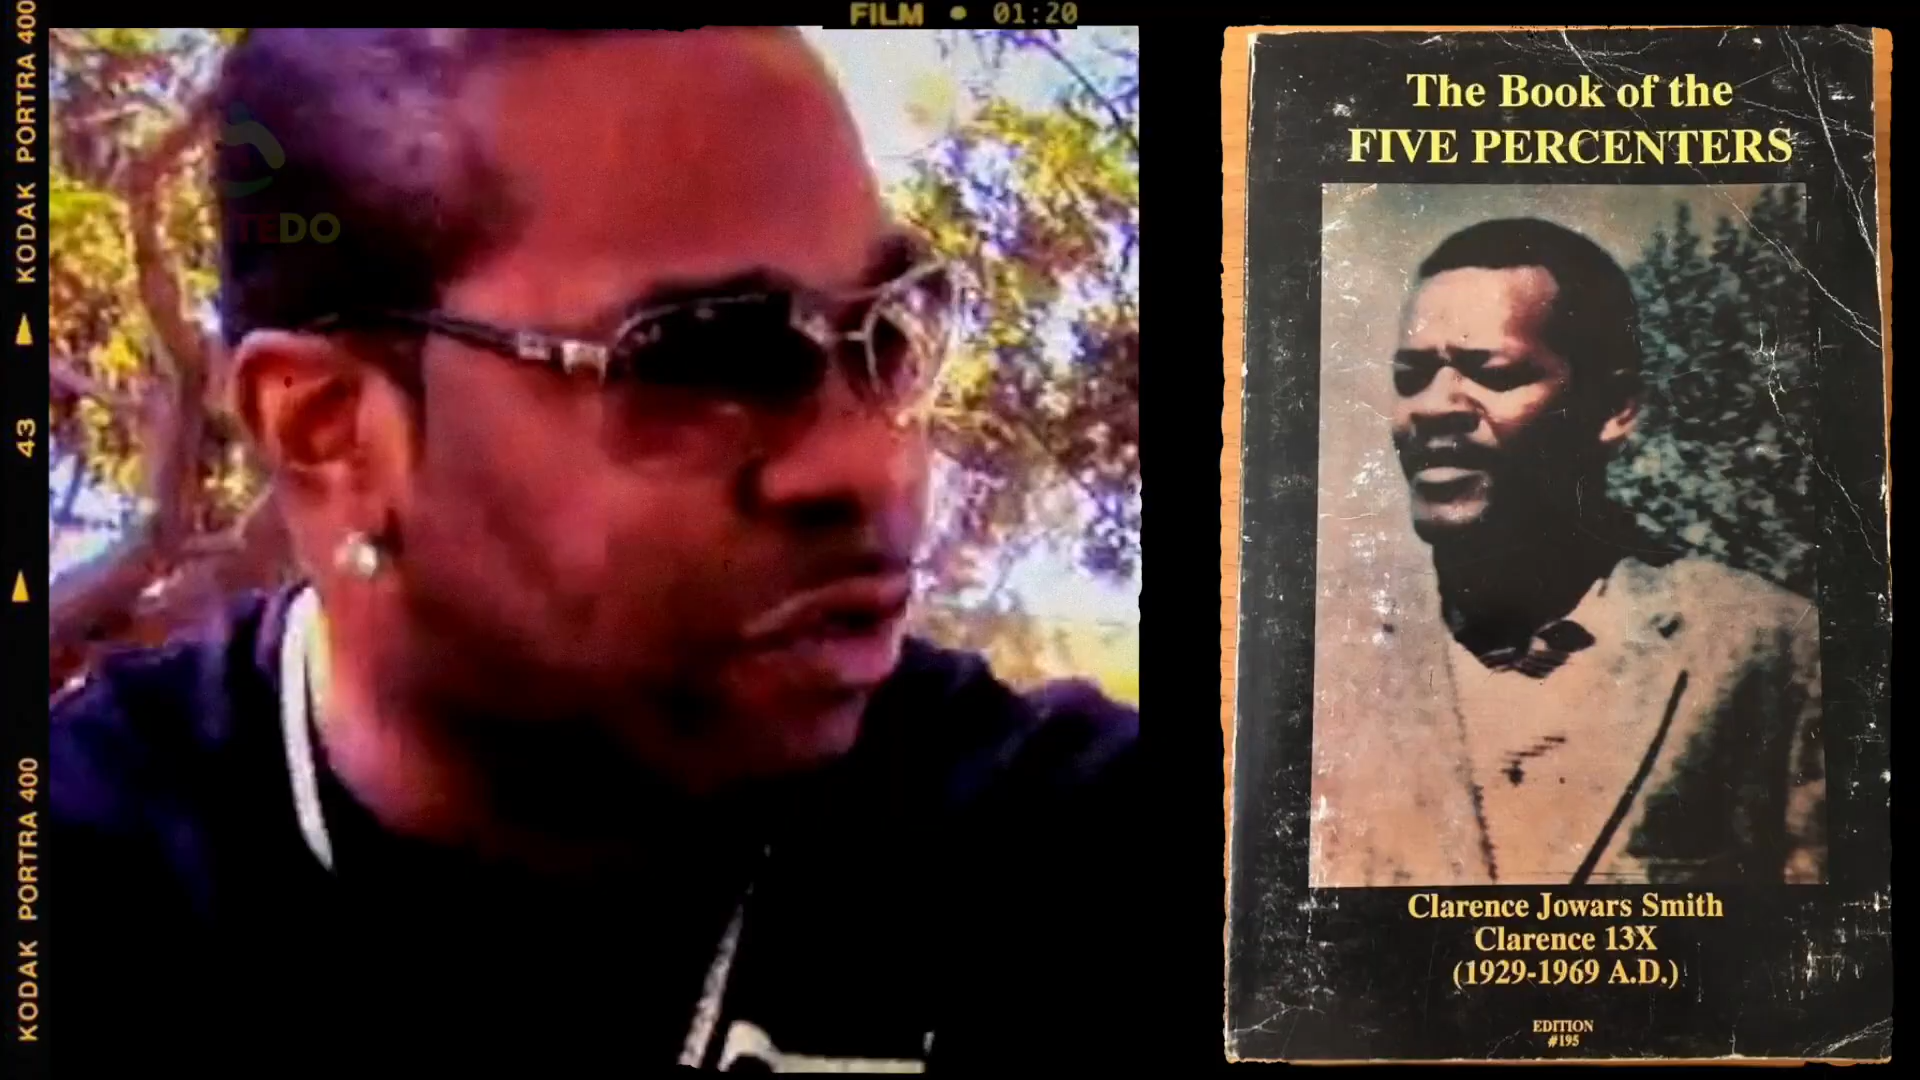 FILM • 01:20
KODAK PORTRA 400
43
KODAK PORTRA 400
The Book of the
FIVE PERCENTERS
Clarence Jowars Smith
Clarence 13X
(1929-1969 A.D.)
EDITION
#195